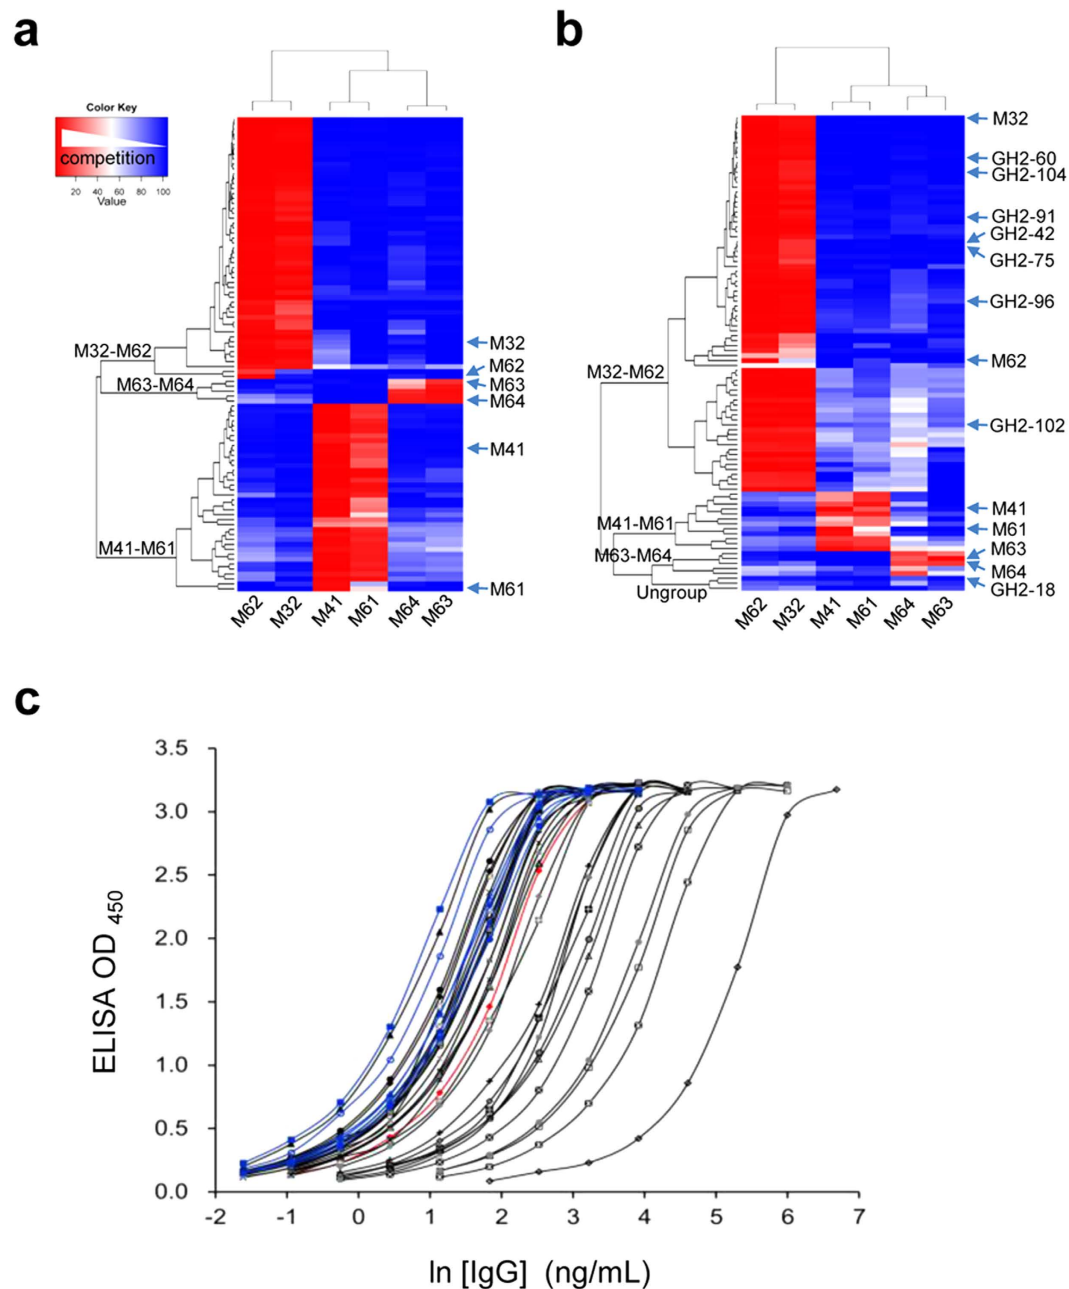 a
Color Key
competition
20 40 60 80 100
Value
M32-M62
M63-M64
M41-M61
M32
M62
M63
M64
M41
M61
M62 M32 M41 M61 M64 M63
b
M32-M62
M41-M61
M63-M64
Ungroup
M32
GH2-60
GH2-104
GH2-91
GH2-42
GH2-75
GH2-96
M62
GH2-102
M41
M61
M63
M64
GH2-18
M62 M32 M41 M61 M64 M63
c
3.5
3.0
2.5
2.0
1.5
1.0
0.5
0.0
ELISA OD 450
-2 -1 0 1 2 3 4 5 6 7
ln [IgG] (ng/mL)